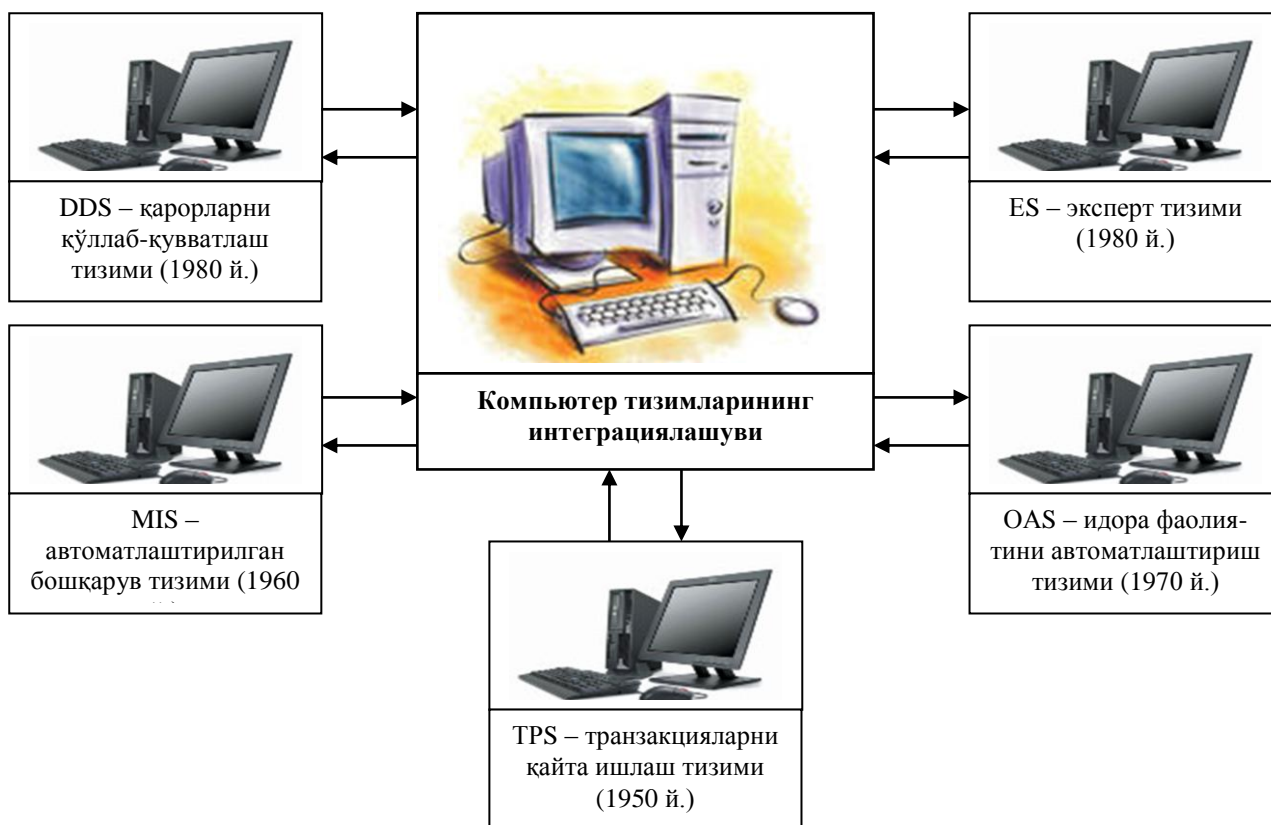 DDS – қарорларни
қўллаб-қувватлаш
тизими (1980 й.)
ES – эксперт тизими
(1980 й.)
Компьютер тизимларининг
интеграциялашуви
MIS –
автоматлаштирилган
бошқарув тизими (1960
OAS – идора фаолия-
тини автоматлаштириш
тизими (1970 й.)
TPS – транзакцияларни
қайта ишлаш тизими
(1950 й.)